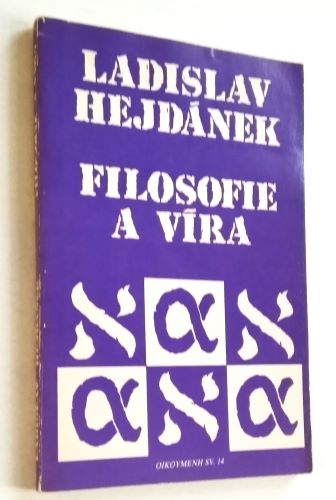 LADISLAV
HEJDÁNEK
FILOSOFIE
A VÍRA
א α א
α א α
OIKOYMENH SV. 14